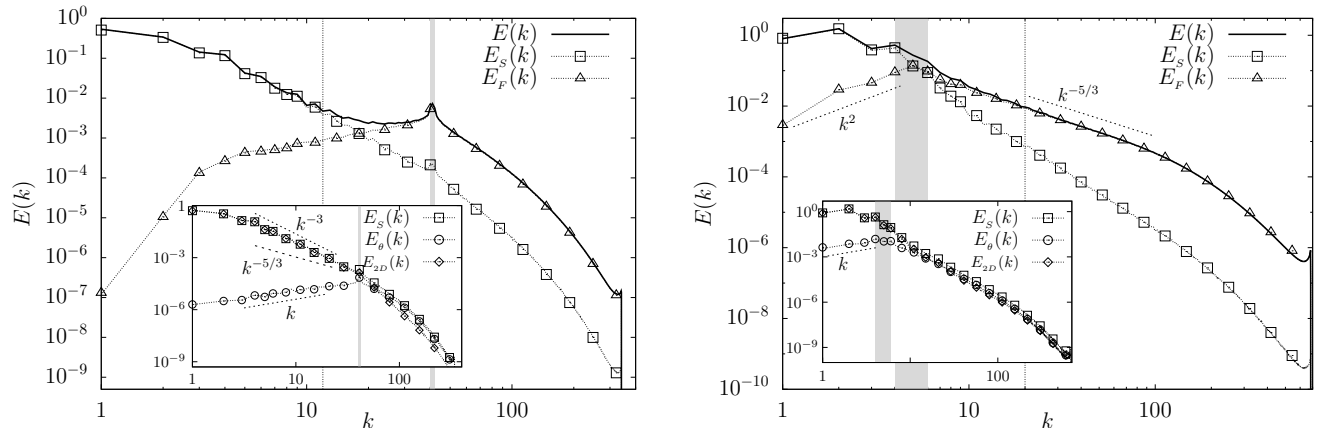 10^0
10^-1
10^-2
10^-3
10^-4
10^-5
10^-6
10^-7
10^-8
10^-9
E(k)
1
10
100
k
E(k)
E_S(k)
E_F(k)
1
10^-3
10^-6
10^-9
1
10
100
k^-3
k^-5/3
k
E_S(k)
E_θ(k)
E_2D(k)
10^2
10^0
10^-2
10^-4
10^-6
10^-8
10^-10
E(k)
1
10
100
k
E(k)
E_S(k)
E_F(k)
k^-5/3
k^2
10^0
10^-3
10^-6
10^-9
1
100
k
E_S(k)
E_θ(k)
E_2D(k)